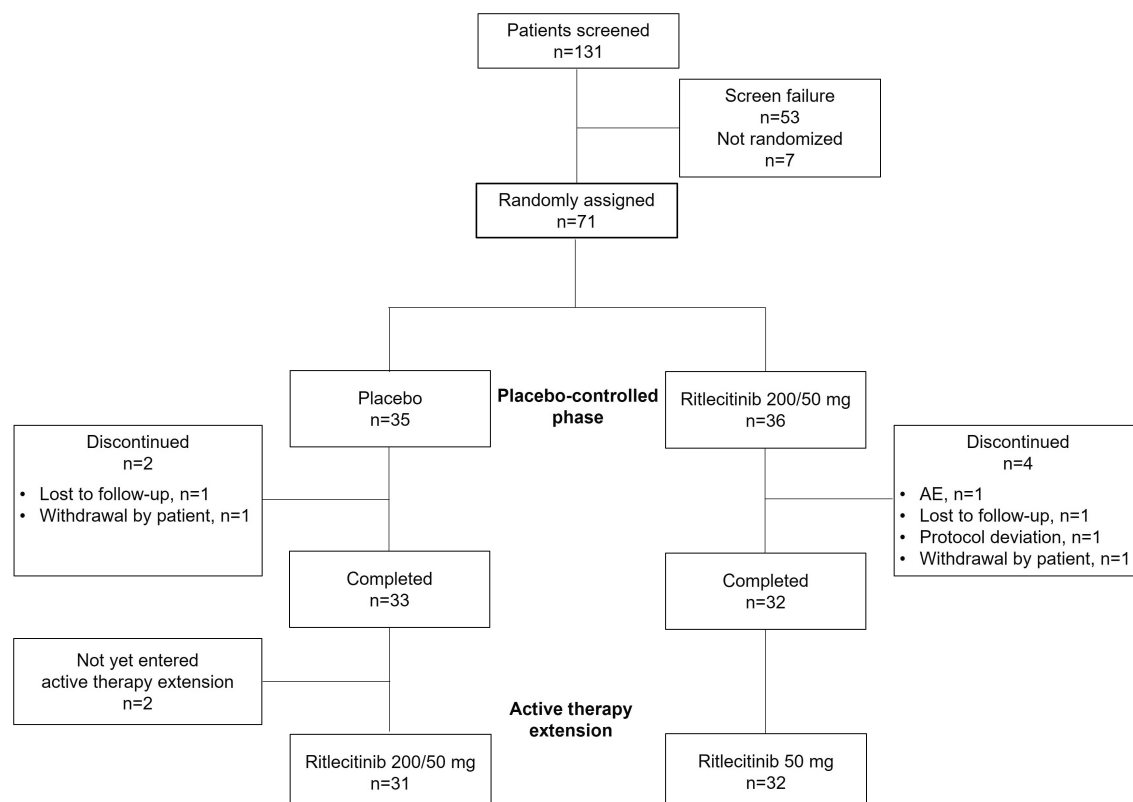 Patients screened
n=131
Screen failure
n=53
Not randomized
n=7
Randomly assigned
n=71
Placebo
n=35
Placebo-controlled
phase
Ritlecitinib 200/50 mg
n=36
Discontinued
n=2
• Lost to follow-up, n=1
• Withdrawal by patient, n=1
Discontinued
n=4
• AE, n=1
• Lost to follow-up, n=1
• Protocol deviation, n=1
• Withdrawal by patient, n=1
Completed
n=33
Completed
n=32
Not yet entered
active therapy extension
n=2
Active therapy
extension
Ritlecitinib 200/50 mg
n=31
Ritlecitinib 50 mg
n=32